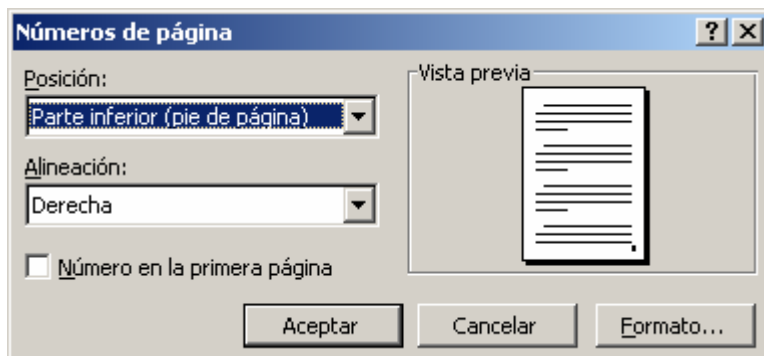 Números de página
Posición:
Parte inferior (pie de página)
Alineación:
Derecha
Número en la primera página
Vista previa
Aceptar
Cancelar
Formato...